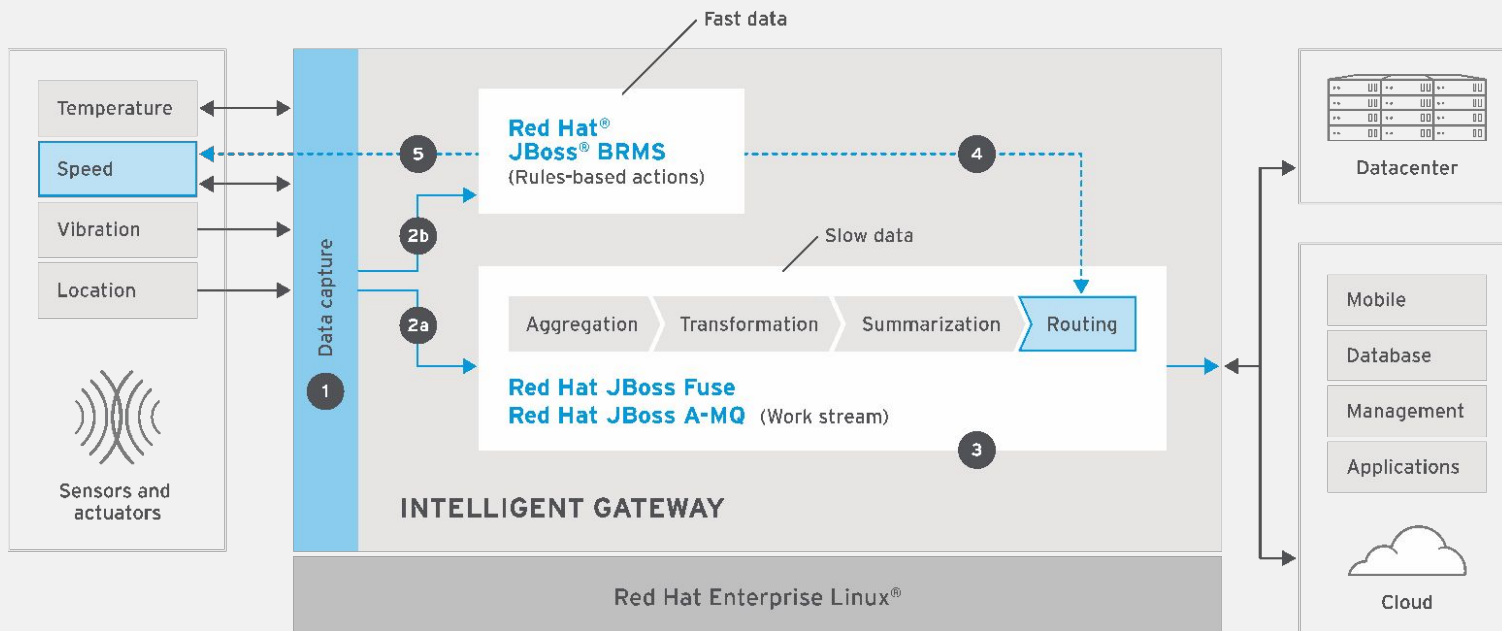 Fast data
Temperature
Speed
Vibration
Location
Sensors and
actuators
Data capture
1
2a
2b
3
4
5
Red Hat®
JBoss® BRMS
(Rules-based actions)
Slow data
Aggregation
Transformation
Summarization
Routing
Red Hat JBoss Fuse
Red Hat JBoss A-MQ (Work stream)
INTELLIGENT GATEWAY
Red Hat Enterprise Linux®
Datacenter
Mobile
Database
Management
Applications
Cloud